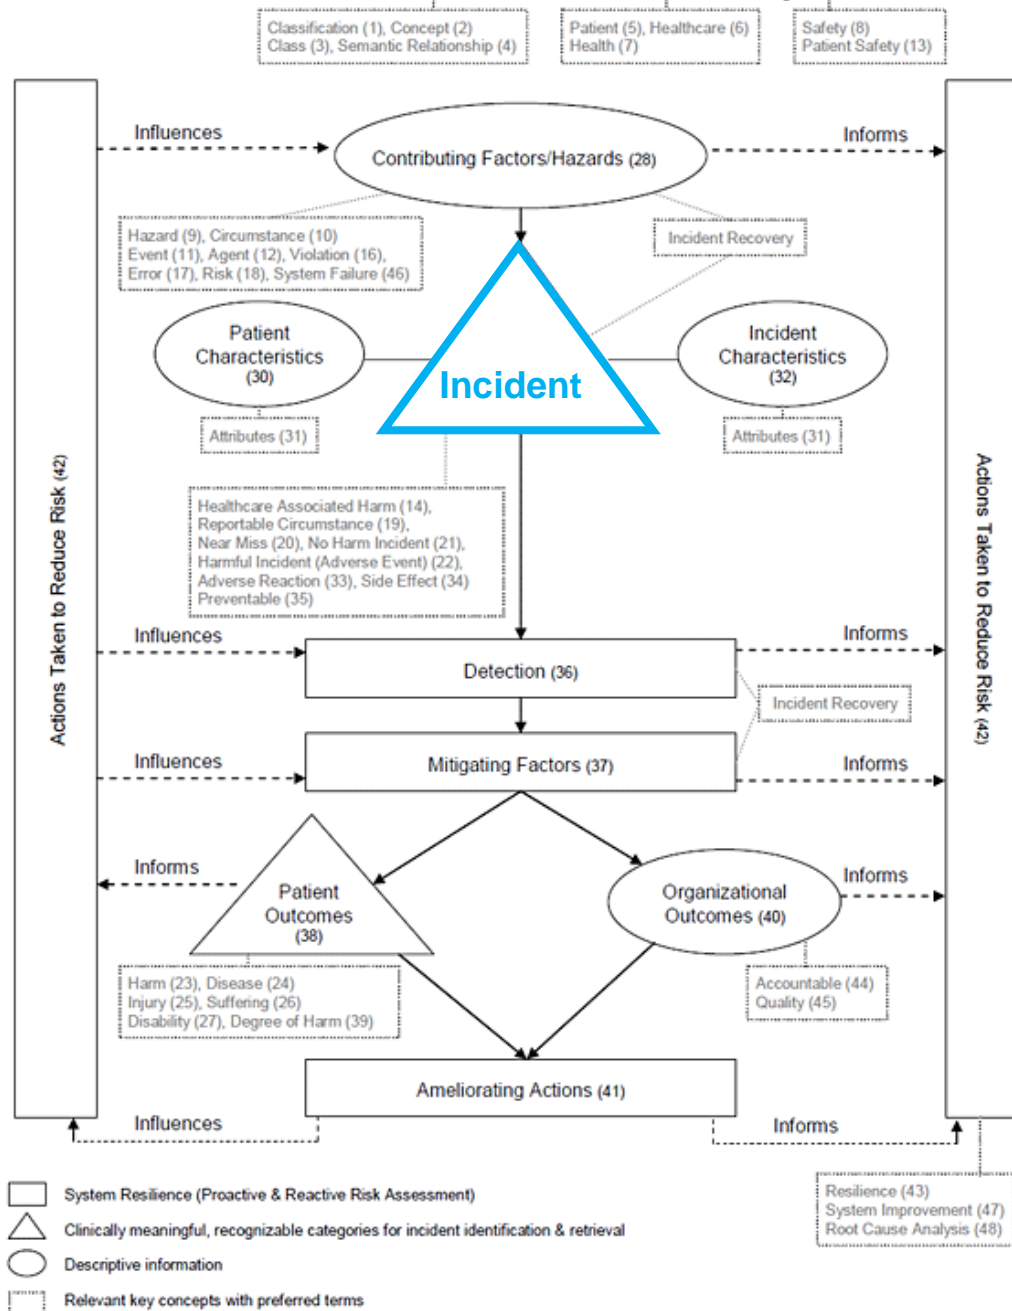 Classification (1), Concept (2)
Class (3), Semantic Relationship (4)
Patient (5), Healthcare (6)
Health (7)
Safety (8)
Patient Safety (13)
Influences
Contributing Factors/Hazards (28)
Informs
Hazard (9), Circumstance (10)
Event (11), Agent (12), Violation (16),
Error (17), Risk (18), System Failure (46)
Incident Recovery
Patient
Characteristics
(30)
Incident
Incident
Characteristics
(32)
Attributes (31)
Attributes (31)
Actions Taken to Reduce Risk (42)
Actions Taken to Reduce Risk (42)
Healthcare Associated Harm (14),
Reportable Circumstance (19),
Near Miss (20), No Harm Incident (21),
Harmful Incident (Adverse Event) (22),
Adverse Reaction (33), Side Effect (34)
Preventable (35)
Influences
Detection (36)
Informs
Incident Recovery
Influences
Mitigating Factors (37)
Informs
Informs
Patient
Outcomes
(38)
Organizational
Outcomes (40)
Informs
Harm (23), Disease (24)
Injury (25), Suffering (26)
Disability (27), Degree of Harm (39)
Accountable (44)
Quality (45)
Ameliorating Actions (41)
Influences
Informs
System Resilience (Proactive & Reactive Risk Assessment)
Clinically meaningful, recognizable categories for incident identification & retrieval
Descriptive information
Relevant key concepts with preferred terms
Resilience (43)
System Improvement (47)
Root Cause Analysis (48)